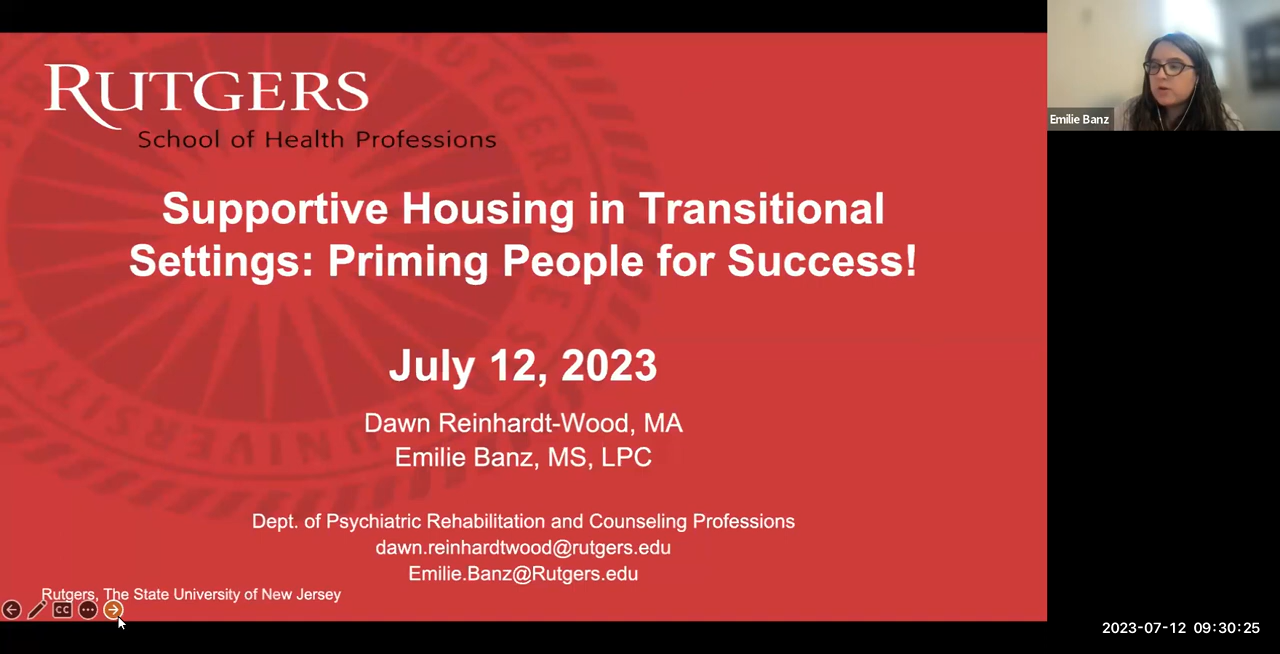 RUTGERS
School of Health Professions
Supportive Housing in Transitional
Settings: Priming People for Success!
July 12, 2023
Dawn Reinhardt-Wood, MA
Emilie Banz, MS, LPC
Dept. of Psychiatric Rehabilitation and Counseling Professions
dawn.reinhardtwood@rutgers.edu
Emilie.Banz@Rutgers.edu
Rutgers, The State University of New Jersey
CC
Emilie Banz
2023-07-12 09:30:25